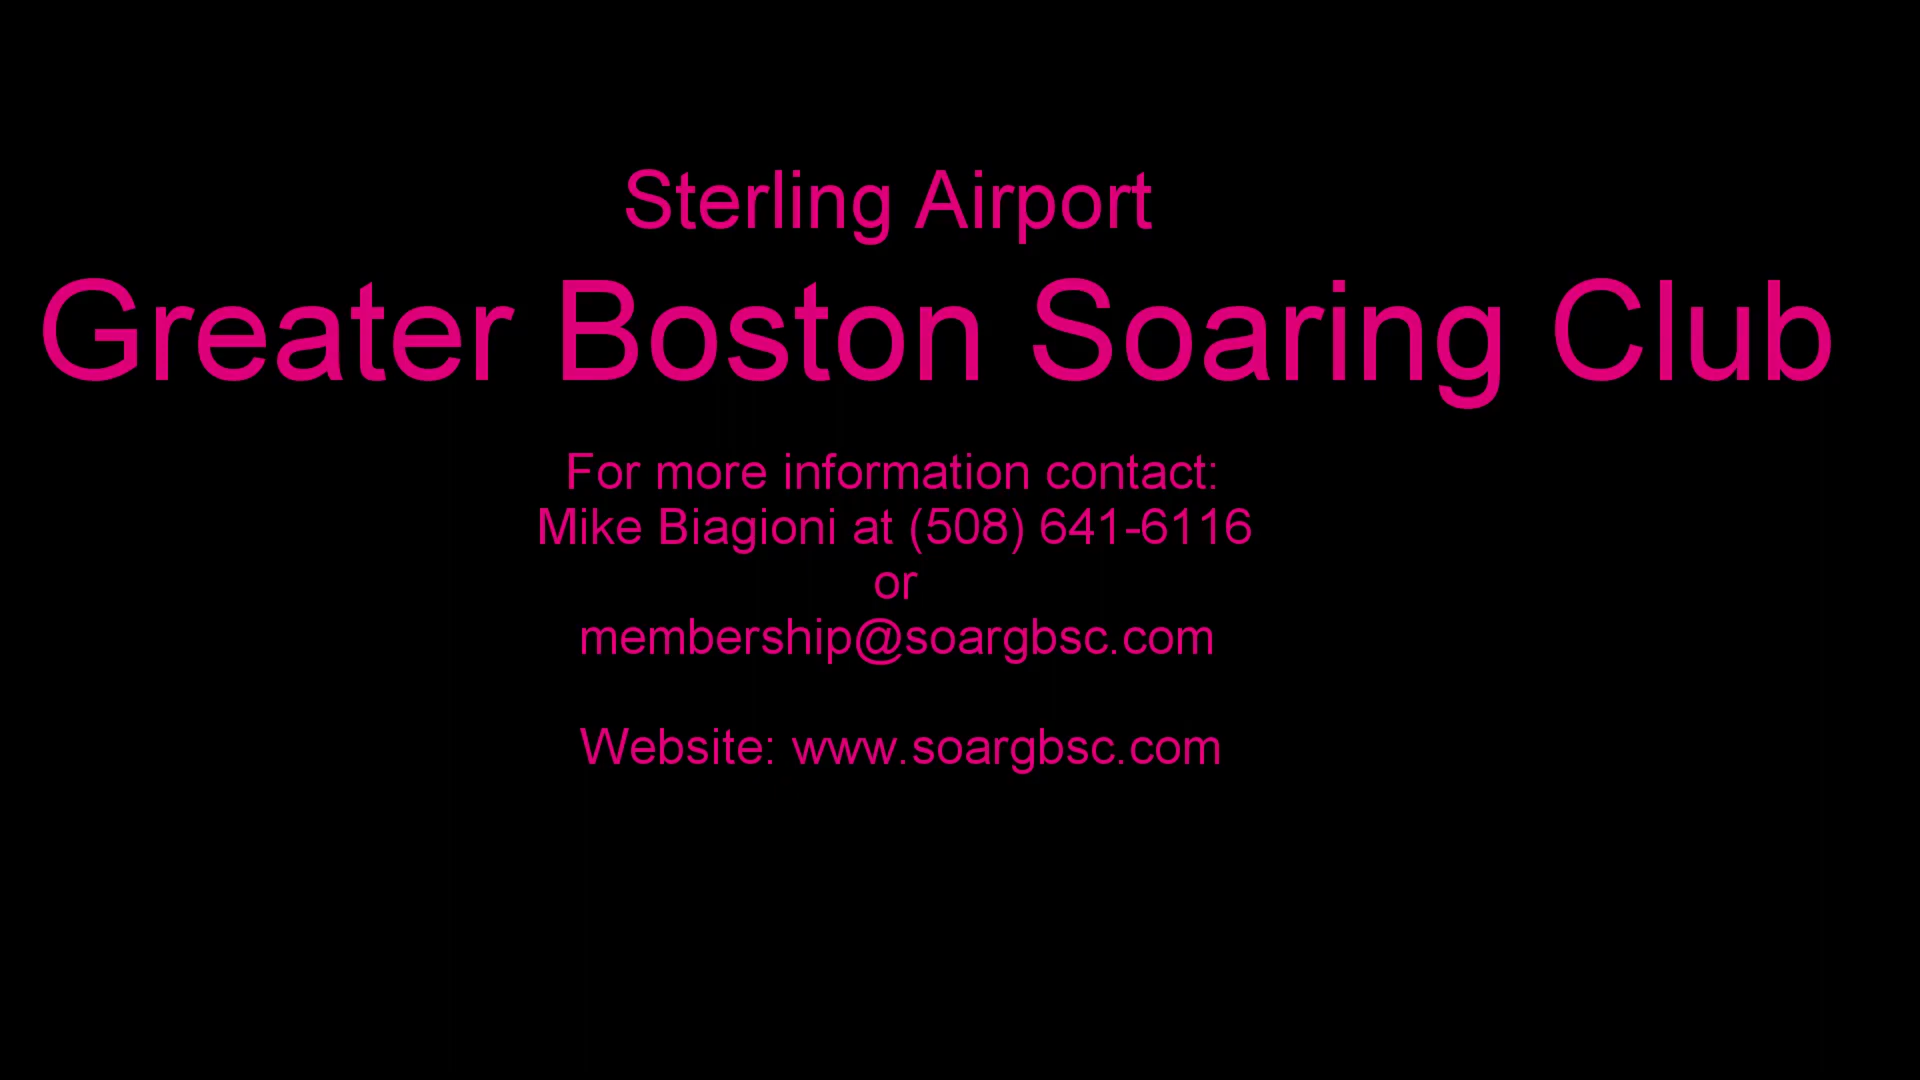 Sterling Airport
Greater Boston Soaring Club
For more information contact:
Mike Biagioni at (508) 641-6116
or
membership@soargbsc.com
Website: www.soargbsc.com